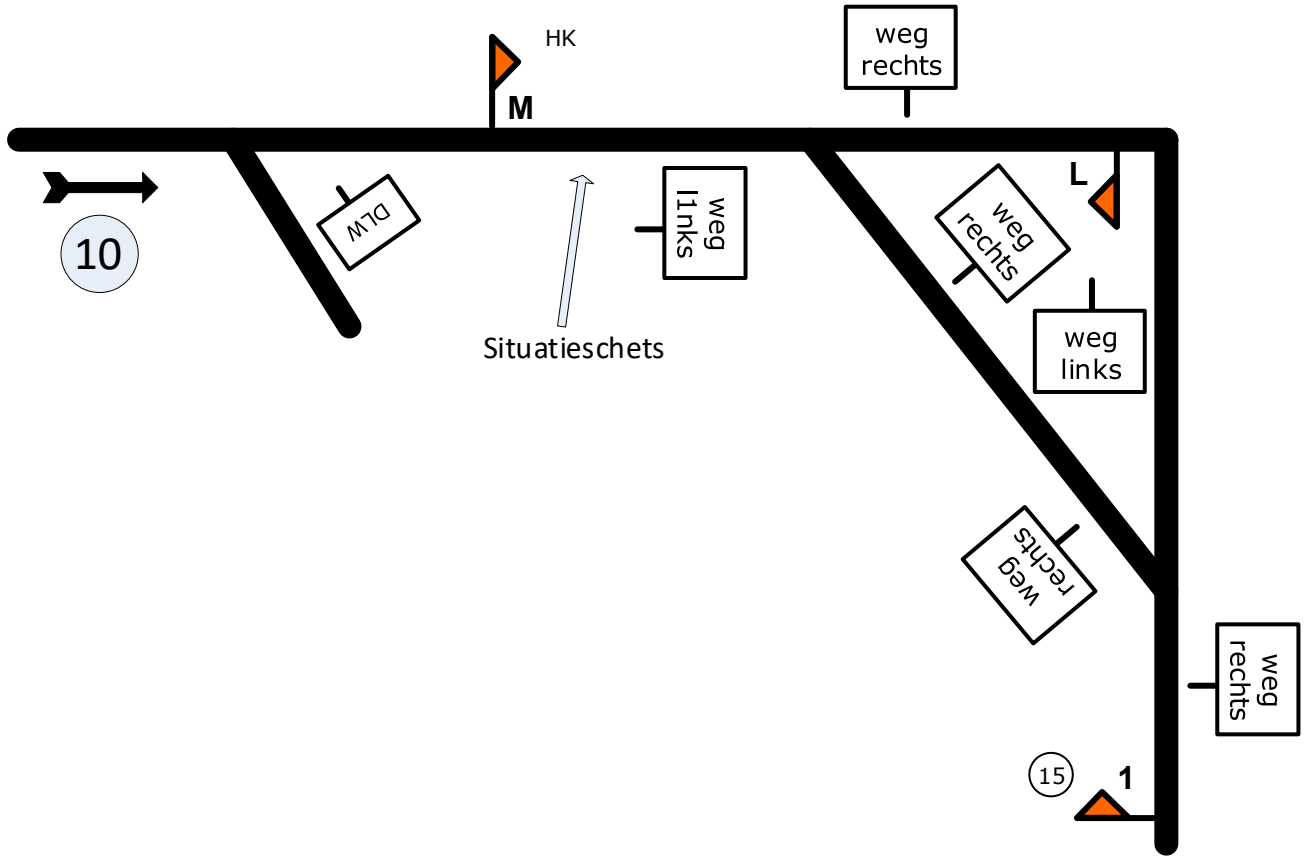 HK
M
weg
rechts
10
DLW
weg
l1nks
L
weg
rechts
Situatieschets
weg
links
weg
rechts
weg
rechts
15
1